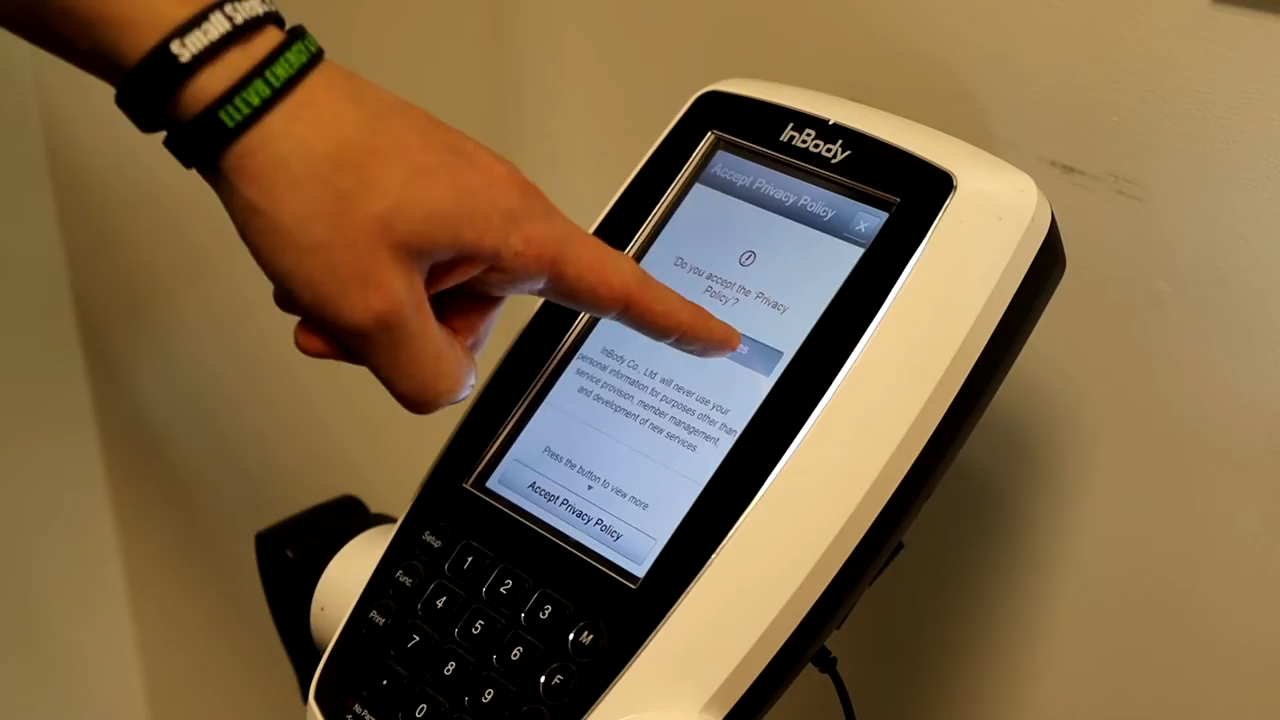 Small Steps
ELEV8 ENERGY
InBody
Accept Privacy Policy
X
'Do you accept the 'Privacy
Policy'?
InBody Co., Ltd. will never use your
personal information for purposes other than
service provision, member management,
and development of new services.
Press the button to view more
Accept Privacy Policy
Setup
1 2 3 M
Func.
4 5 6 F
Print
7 8 9
. 0